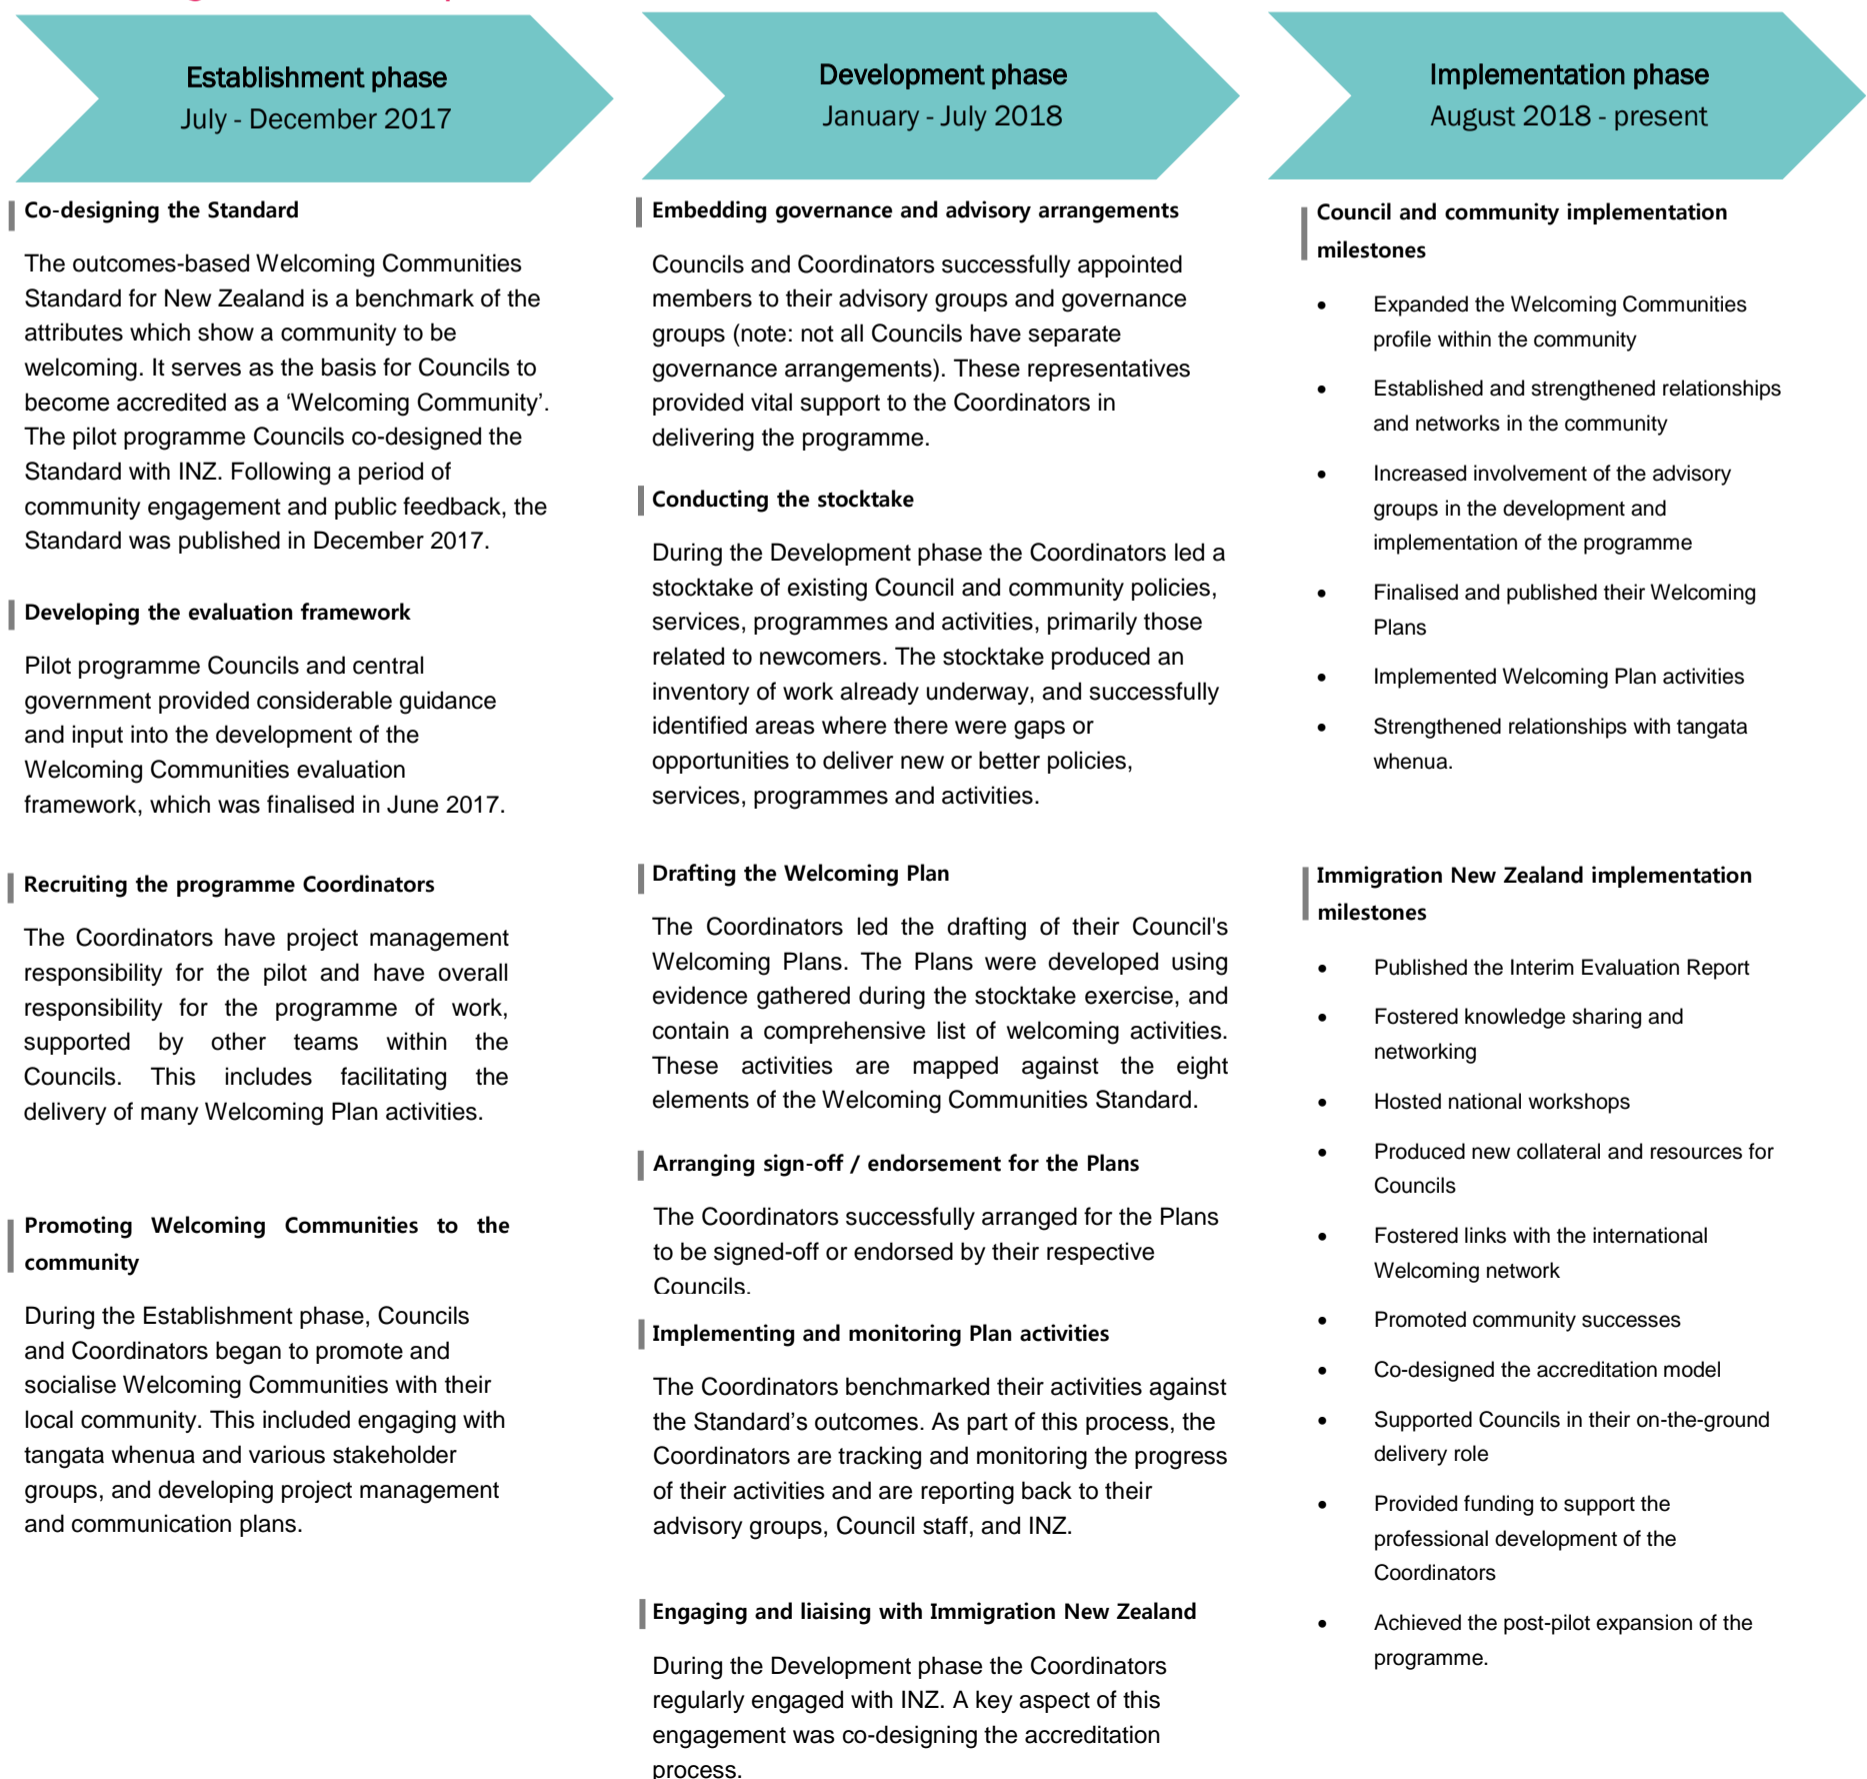 Establishment phase
July - December 2017
Co-designing the Standard
The outcomes-based Welcoming Communities
Standard for New Zealand is a benchmark of the
attributes which show a community to be
welcoming. It serves as the basis for Councils to
become accredited as a ‘Welcoming Community’.
The pilot programme Councils co-designed the
Standard with INZ. Following a period of
community engagement and public feedback, the
Standard was published in December 2017.
Developing the evaluation framework
Pilot programme Councils and central
government provided considerable guidance
and input into the development of the
Welcoming Communities evaluation
framework, which was finalised in June 2017.
Recruiting the programme Coordinators
The Coordinators have project management
responsibility for the pilot and have overall
responsibility for the programme of work,
supported by other teams within the
Councils. This includes facilitating the
delivery of many Welcoming Plan activities.
Promoting Welcoming Communities to the
community
During the Establishment phase, Councils
and Coordinators began to promote and
socialise Welcoming Communities with their
local community. This included engaging with
tangata whenua and various stakeholder
groups, and developing project management
and communication plans.
Development phase
January - July 2018
Embedding governance and advisory arrangements
Councils and Coordinators successfully appointed
members to their advisory groups and governance
groups (note: not all Councils have separate
governance arrangements). These representatives
provided vital support to the Coordinators in
delivering the programme.
Conducting the stocktake
During the Development phase the Coordinators led a
stocktake of existing Council and community policies,
services, programmes and activities, primarily those
related to newcomers. The stocktake produced an
inventory of work already underway, and successfully
identified areas where there were gaps or
opportunities to deliver new or better policies,
services, programmes and activities.
Drafting the Welcoming Plan
The Coordinators led the drafting of their Council's
Welcoming Plans. The Plans were developed using
evidence gathered during the stocktake exercise, and
contain a comprehensive list of welcoming activities.
These activities are mapped against the eight
elements of the Welcoming Communities Standard.
Arranging sign-off / endorsement for the Plans
The Coordinators successfully arranged for the Plans
to be signed-off or endorsed by their respective
Councils.
Implementing and monitoring Plan activities
The Coordinators benchmarked their activities against
the Standard’s outcomes. As part of this process, the
Coordinators are tracking and monitoring the progress
of their activities and are reporting back to their
advisory groups, Council staff, and INZ.
Engaging and liaising with Immigration New Zealand
During the Development phase the Coordinators
regularly engaged with INZ. A key aspect of this
engagement was co-designing the accreditation
process.
Implementation phase
August 2018 - present
Council and community implementation
milestones
• Expanded the Welcoming Communities
profile within the community
• Established and strengthened relationships
and networks in the community
• Increased involvement of the advisory
groups in the development and
implementation of the programme
• Finalised and published their Welcoming
Plans
• Implemented Welcoming Plan activities
• Strengthened relationships with tangata
whenua.
Immigration New Zealand implementation
milestones
• Published the Interim Evaluation Report
• Fostered knowledge sharing and
networking
• Hosted national workshops
• Produced new collateral and resources for
Councils
• Fostered links with the international
Welcoming network
• Promoted community successes
• Co-designed the accreditation model
• Supported Councils in their on-the-ground
delivery role
• Provided funding to support the
professional development of the
Coordinators
• Achieved the post-pilot expansion of the
programme.